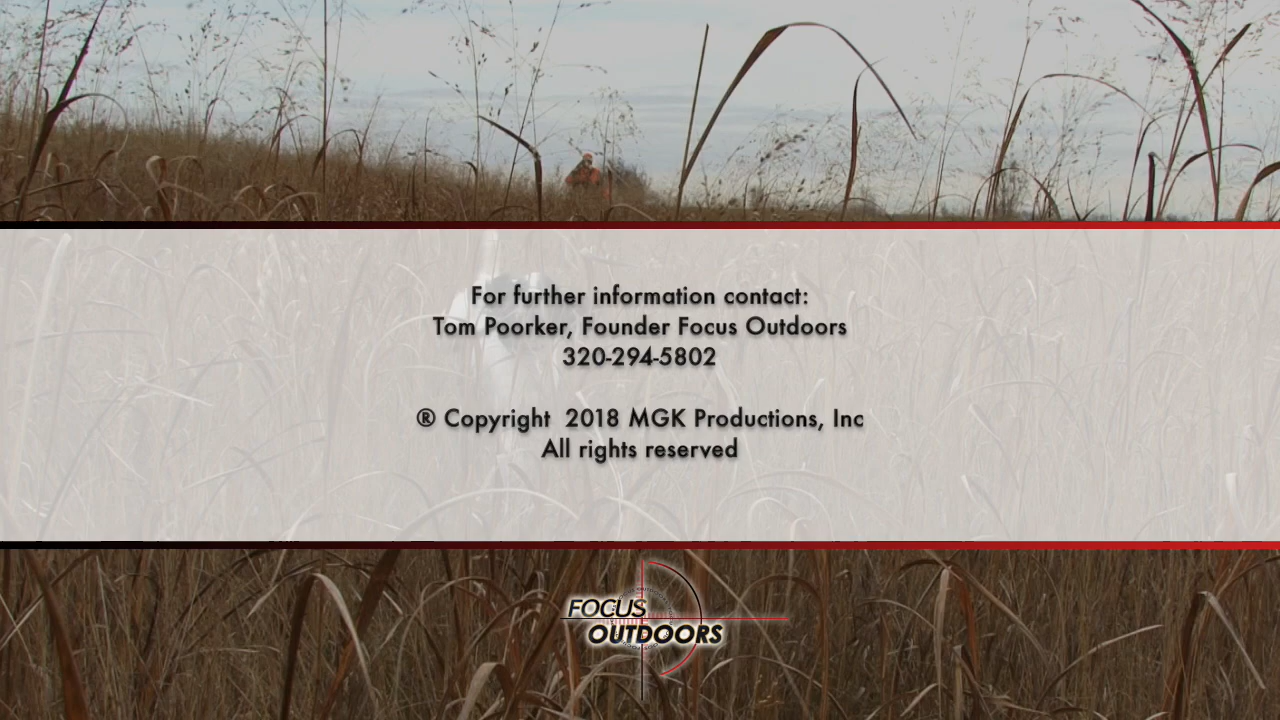 For further information contact:
Tom Poorker, Founder Focus Outdoors
320-294-5802
® Copyright 2018 MGK Productions, Inc
All rights reserved
FOCUS
OUTDOORS